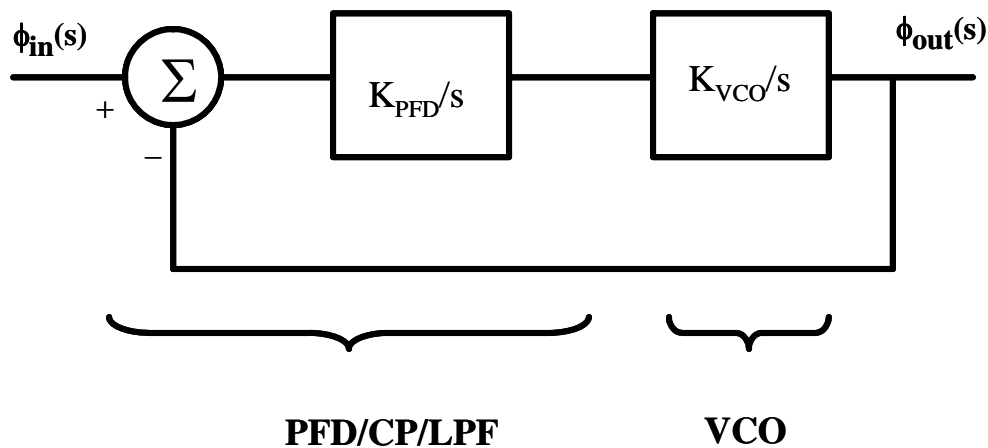 ϕin(s)
ϕout(s)
Σ
KPFD/s
KVCO/s
+
−
PFD/CP/LPF
VCO